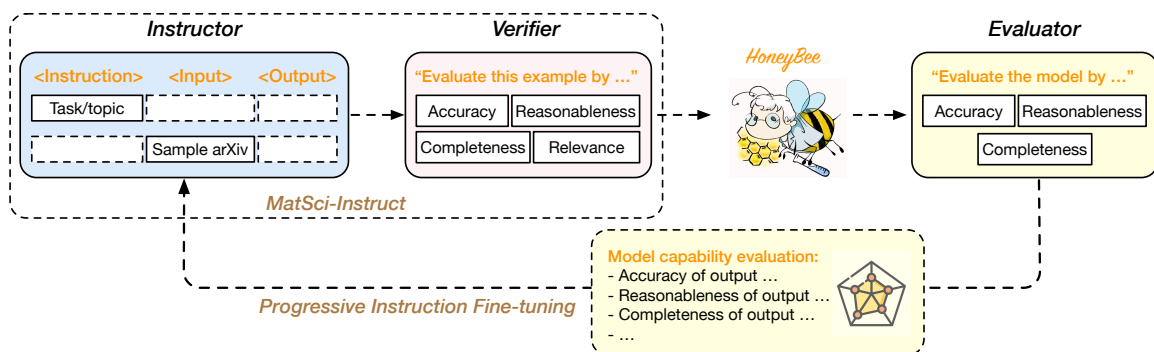 Instructor
Verifier
HoneyBee
Evaluator
<Instruction> <Input> <Output>
Task/topic
Sample arXiv
“Evaluate this example by …”
Accuracy Reasonableness
Completeness Relevance
“Evaluate the model by …”
Accuracy Reasonableness
Completeness
MatSci-Instruct
Progressive Instruction Fine-tuning
Model capability evaluation:
- Accuracy of output …
- Reasonableness of output …
- Completeness of output …
- …